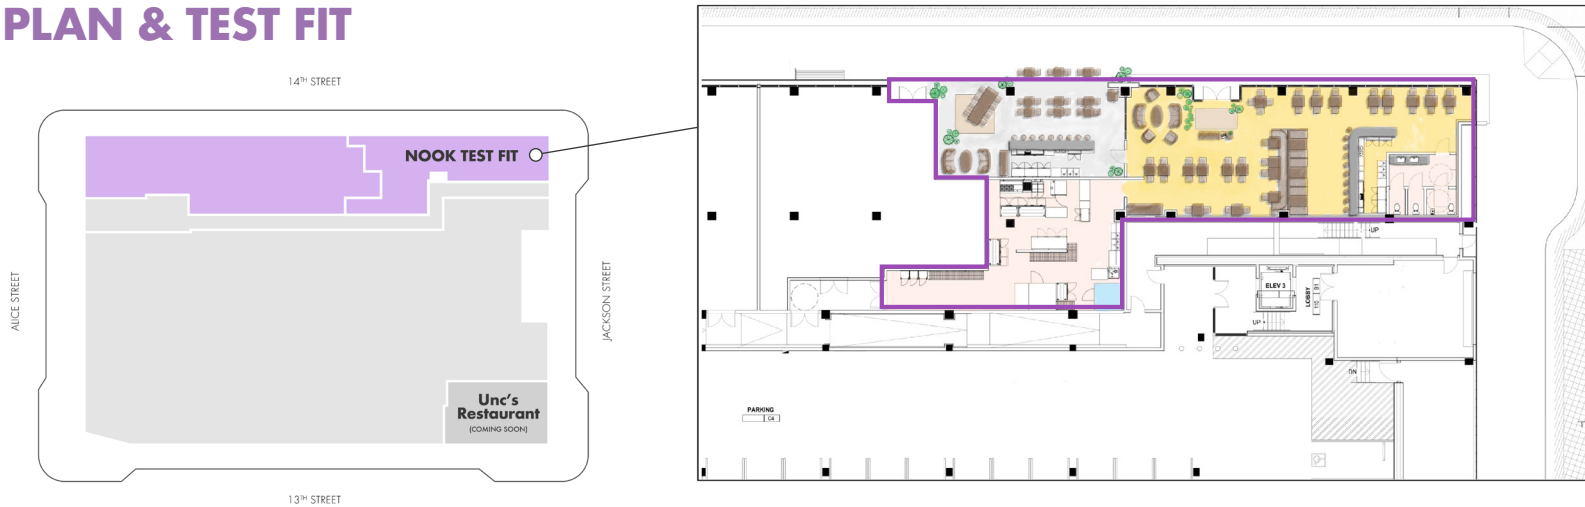 PLAN & TEST FIT
14TH STREET
NOOK TEST FIT
ALICE STREET
JACKSON STREET
Unc's
Restaurant
(COMING SOON)
13TH STREET
UP
ELEV 3
LOBBY
UP
DN
PARKING
C4